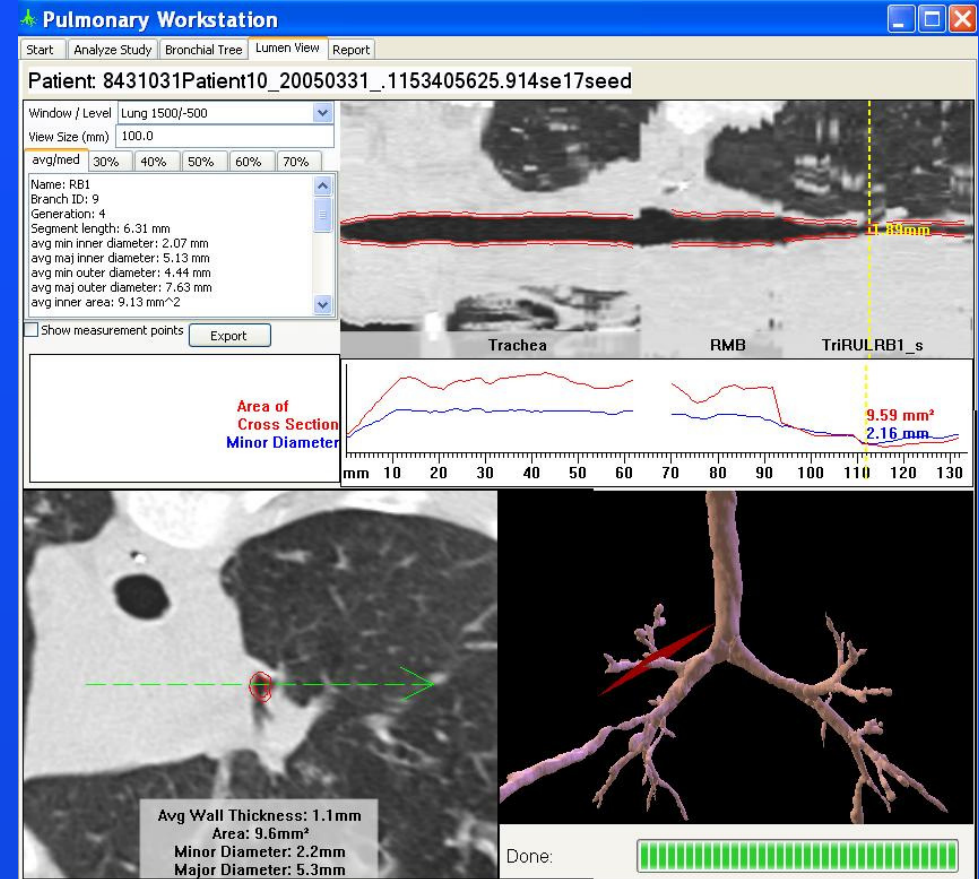 Pulmonary Workstation
Start Analyze Study Bronchial Tree Lumen View Report
Patient: 8431031Patient10_20050331_.1153405625.914se17seed
Window / Level Lung 1500/-500
View Size (mm) 100.0
avg/med 30% 40% 50% 60% 70%
Name: RB1
Branch ID: 9
Generation: 4
Segment length: 6.31 mm
avg min inner diameter: 2.07 mm
avg maj inner diameter: 5.13 mm
avg min outer diameter: 4.44 mm
avg maj outer diameter: 7.63 mm
avg inner area: 9.13 mm^2
Show measurement points Export
1.89mm
Trachea RMB TriRULRB1_s
Area of
Cross Section
Minor Diameter
9.59 mm²
2.16 mm
mm 10 20 30 40 50 60 70 80 90 100 110 120 130
Avg Wall Thickness: 1.1mm
Area: 9.6mm²
Minor Diameter: 2.2mm
Major Diameter: 5.3mm
Done: